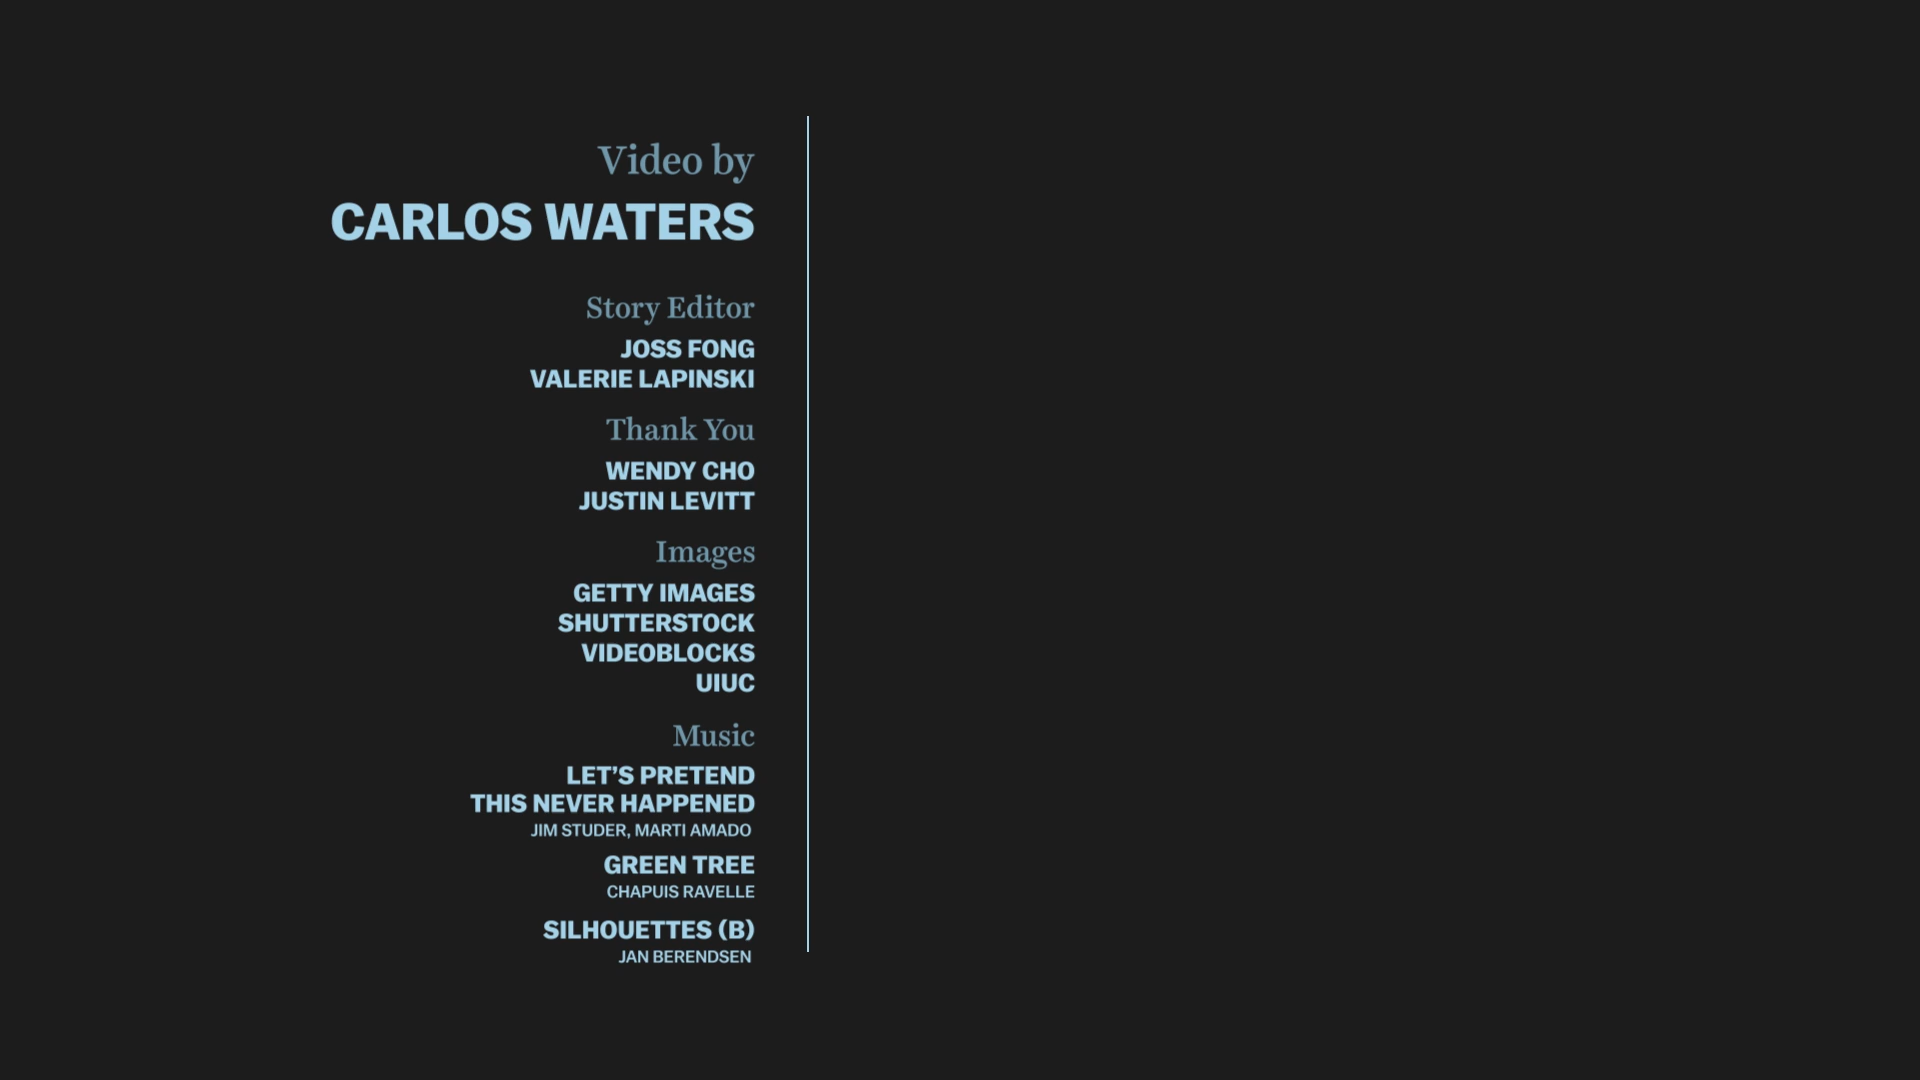 Video by
CARLOS WATERS
Story Editor
JOSS FONG
VALERIE LAPINSKI
Thank You
WENDY CHO
JUSTIN LEVITT
Images
GETTY IMAGES
SHUTTERSTOCK
VIDEOBLOCKS
UIUC
Music
LET’S PRETEND
THIS NEVER HAPPENED
JIM STUDER, MARTI AMADO
GREEN TREE
CHAPUIS RAVELLE
SILHOUETTES (B)
JAN BERENDSEN